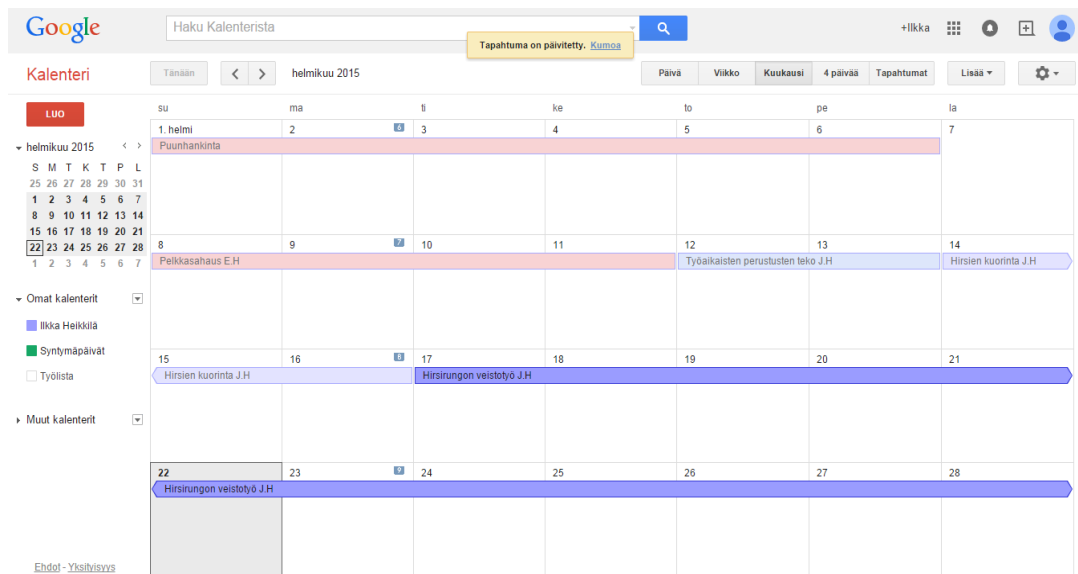 Google
Haku Kalenterista
+Ilkka
Tapahtuma on päivitetty. Kumoa
Kalenteri
Tänään
helmikuu 2015
Päivä Viikko Kuukausi 4 päivää Tapahtumat
Lisää
LUO
helmikuu 2015
S M T K T P L
25 26 27 28 29 30 31
1 2 3 4 5 6 7
8 9 10 11 12 13 14
15 16 17 18 19 20 21
22 23 24 25 26 27 28
1 2 3 4 5 6 7
Omat kalenterit
Ilkka Heikkilä
Syntymäpäivät
Työlista
Muut kalenterit
Ehdot - Yksityisyys
su ma ti ke to pe la
1. helmi 2 6 3 4 5 6 7
Puunhankinta
8 9 7 10 11 12 13 14
Pelkkasahaus E.H Työaikaisten perustusten teko J.H Hirsien kuorinta J.H
15 16 8 17 18 19 20 21
Hirsien kuorinta J.H Hirsirungon veistotyö J.H
22 23 9 24 25 26 27 28
Hirsirungon veistotyö J.H